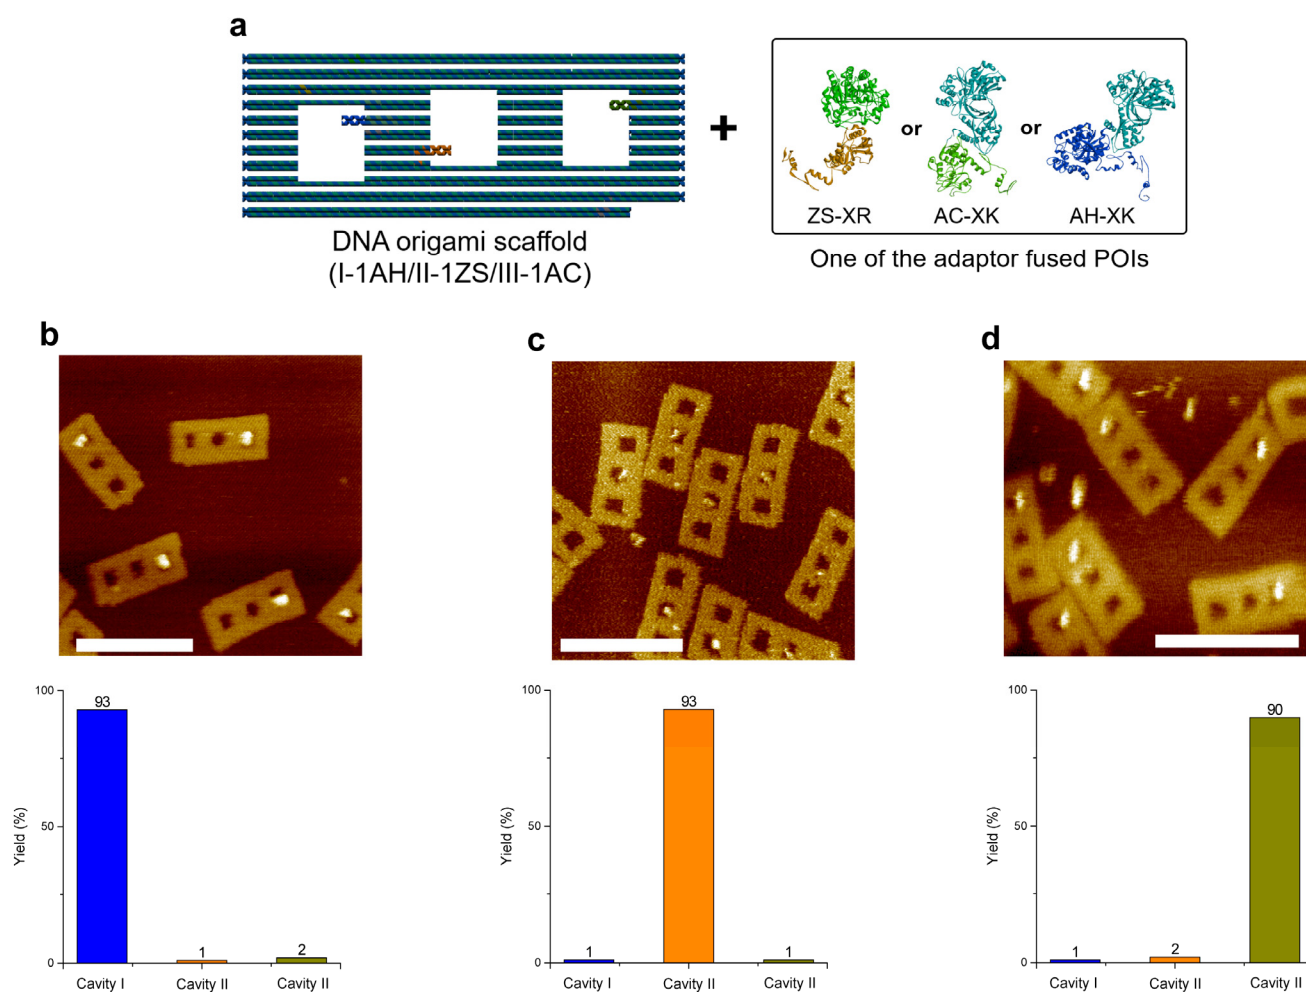 a
+
or
or
ZS-XR
AC-XK
AH-XK
DNA origami scaffold
(I-1AH/II-1ZS/III-1AC)
One of the adaptor fused POIs
b
c
d
100
50
0
Yield (%)
93
1
2
Cavity I
Cavity II
Cavity II
100
50
0
Yield (%)
1
93
1
Cavity I
Cavity II
Cavity II
100
50
0
Yield (%)
1
2
90
Cavity I
Cavity II
Cavity II